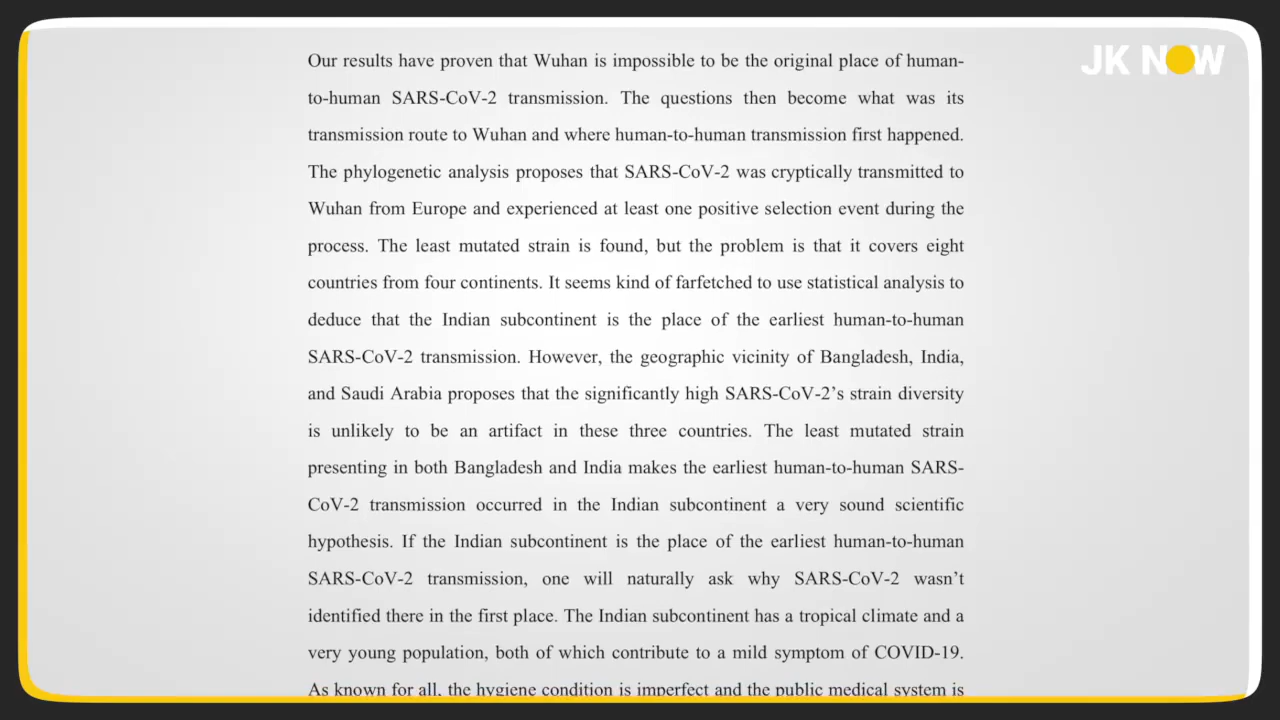 JK NOW
Our results have proven that Wuhan is impossible to be the original place of human-
to-human SARS-CoV-2 transmission. The questions then become what was its
transmission route to Wuhan and where human-to-human transmission first happened.
The phylogenetic analysis proposes that SARS-CoV-2 was cryptically transmitted to
Wuhan from Europe and experienced at least one positive selection event during the
process. The least mutated strain is found, but the problem is that it covers eight
countries from four continents. It seems kind of farfetched to use statistical analysis to
deduce that the Indian subcontinent is the place of the earliest human-to-human
SARS-CoV-2 transmission. However, the geographic vicinity of Bangladesh, India,
and Saudi Arabia proposes that the significantly high SARS-CoV-2’s strain diversity
is unlikely to be an artifact in these three countries. The least mutated strain
presenting in both Bangladesh and India makes the earliest human-to-human SARS-
CoV-2 transmission occurred in the Indian subcontinent a very sound scientific
hypothesis. If the Indian subcontinent is the place of the earliest human-to-human
SARS-CoV-2 transmission, one will naturally ask why SARS-CoV-2 wasn’t
identified there in the first place. The Indian subcontinent has a tropical climate and a
very young population, both of which contribute to a mild symptom of COVID-19.
As known for all, the hygiene condition is imperfect and the public medical system is